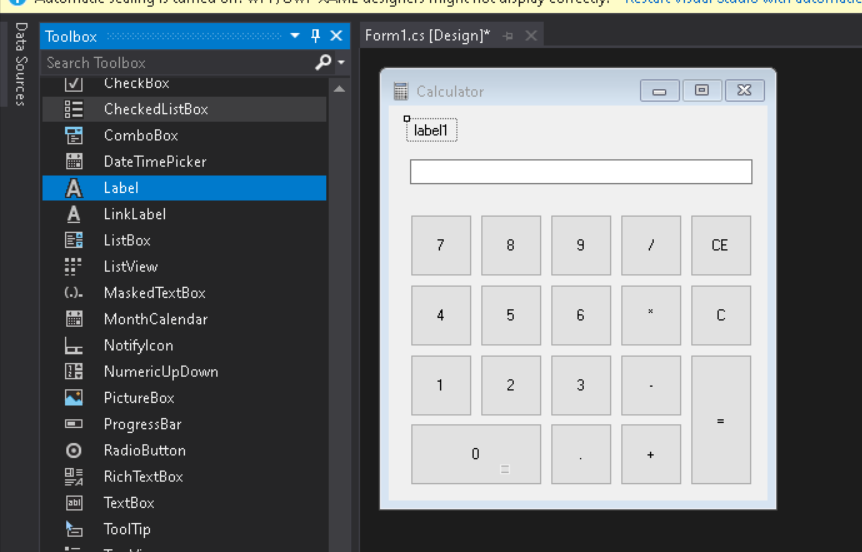 Automatic scaling is turned off. WPF/UWP XAML designers might not display correctly. Restart Visual Studio with automatic
Data Sources
Toolbox
Form1.cs [Design]*
Search Toolbox
CheckBox
CheckedListBox
ComboBox
DateTimePicker
Label
LinkLabel
ListBox
ListView
MaskedTextBox
MonthCalendar
NotifyIcon
NumericUpDown
PictureBox
ProgressBar
RadioButton
RichTextBox
TextBox
ToolTip
Calculator
label1
7 8 9 / CE
4 5 6 * C
1 2 3 -
=
0 . +